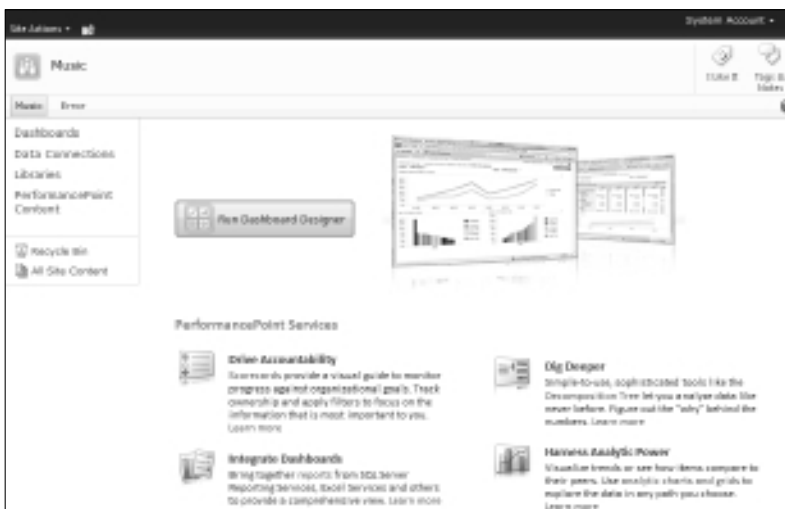 Site Actions
System Account
Music
I Like It
Tags &
Notes
Music Error
Dashboards
Data Connections
Libraries
PerformancePoint
Content
Recycle Bin
All Site Content
Run Dashboard Designer
PerformancePoint Services
Drive Accountability
Scorecards provide a visual guide to monitor
progress against organizational goals. Track
ownership and apply filters to focus on the
information that is most important to you.
Learn more
Integrate Dashboards
Bring together reports from SQL Server
Reporting Services, Excel Services and others
to provide a comprehensive view. Learn more
Dig Deeper
Simple-to-use, sophisticated tools like the
Decomposition Tree let you analyse data like
never before. Figure out the "why" behind the
numbers. Learn more
Harness Analytic Power
Visualize trends or see how items compare to
their peers. Use analytic charts and grids to
explore the data in any path you choose.
Learn more